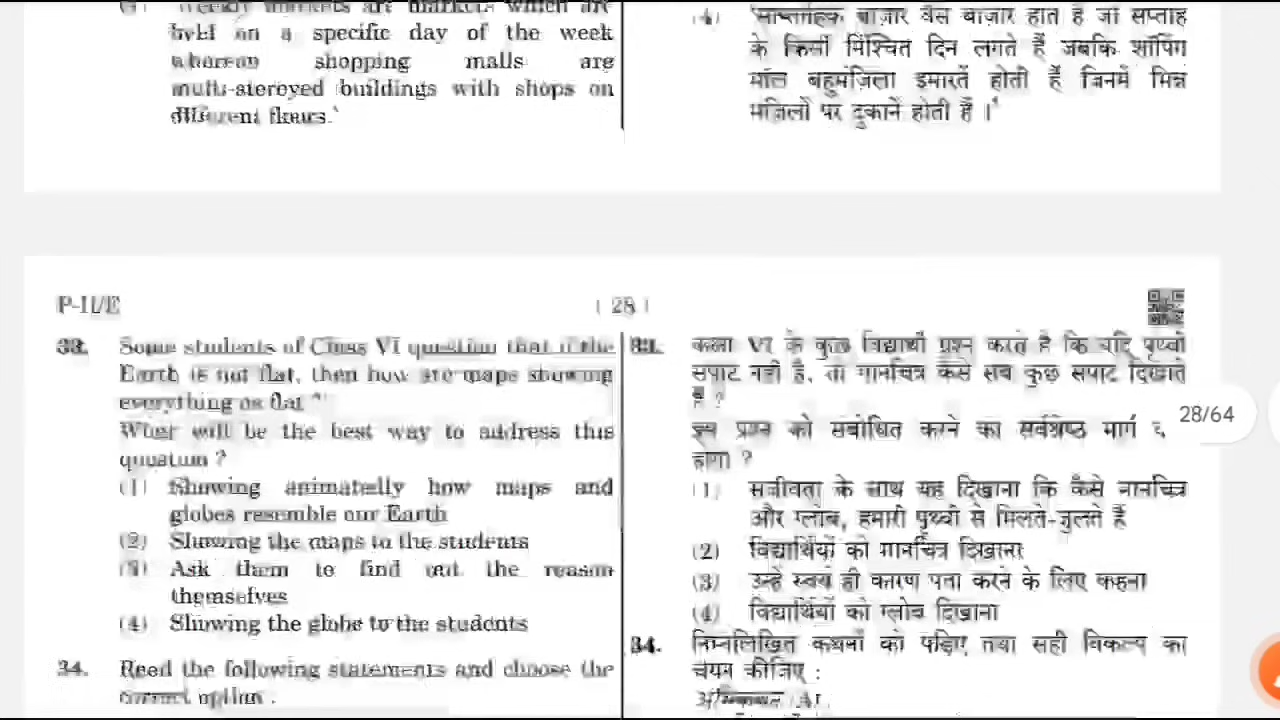 Weekly markets are markets which are
held on a specific day of the week
whereas shopping malls are
multi-storeyed buildings with shops on
different floors.'
(4) 'साप्ताहिक बाज़ार वैसे बाज़ार होते हैं जो सप्ताह
के किसी निश्चित दिन लगते हैं जबकि शॉपिंग
मॉल बहुमंज़िला इमारतें होती हैं जिनमें भिन्न
मंज़िलों पर दुकानें होती हैं ।'
P-II/E
( 28 )
33. Some students of Class VI question that if the
Earth is not flat, then how are maps showing
everything as flat
What will be the best way to address this
question ?
(1) Showing animatedly how maps and
globes resemble our Earth
(2) Showing the maps to the students
(3) Ask them to find out the reason
themselves
(4) Showing the globe to the students
34. Read the following statements and choose the
correct option :
33. कक्षा VI के कुछ विद्यार्थी प्रश्न करते हैं कि यदि पृथ्वी
सपाट नहीं है, तो मानचित्र कैसे सब कुछ सपाट दिखाते
हैं ?
इस प्रश्न को संबोधित करने का सर्वश्रेष्ठ मार्ग
होगा ?
(1) सजीवता के साथ यह दिखाना कि कैसे मानचित्र
और ग्लोब, हमारी पृथ्वी से मिलते-जुलते हैं
(2) विद्यार्थियों को मानचित्र दिखाना
(3) उन्हें स्वयं ही कारण पता करने के लिए कहना
(4) विद्यार्थियों को ग्लोब दिखाना
34. निम्नलिखित कथनों को पढ़िए तथा सही विकल्प का
चयन कीजिए :
28/64